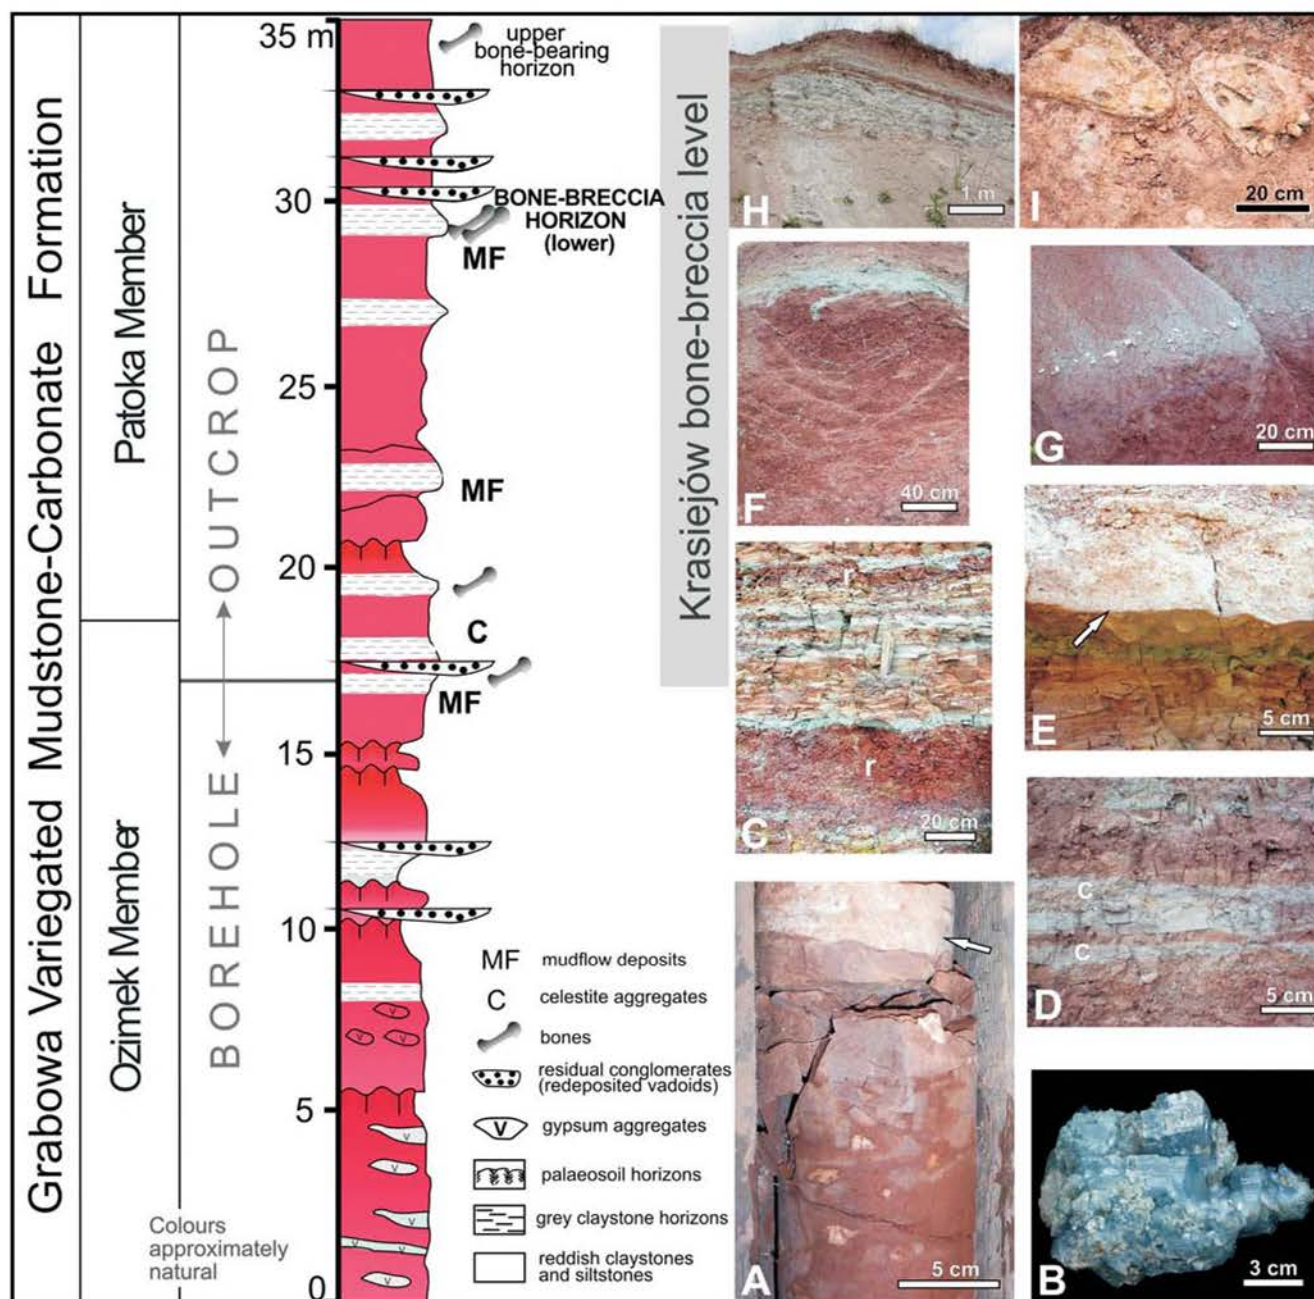 Grabowa Variegated Mudstone-Carbonate Formation
Patoka Member
Ozimek Member
OUTCROP
BOREHOLE
Colours
approximately
natural
35 m
30
25
20
15
10
5
0
upper
bone-bearing
horizon
BONE-BRECCIA
HORIZON
(lower)
MF
MF
C
MF
MF mudflow deposits
C celestite aggregates
bones
residual conglomerates
(redeposited vadoids)
v gypsum aggregates
palaeosoil horizons
grey claystone horizons
reddish claystones
and siltstones
v
v
v
v
v
v
v
v
v
Krasiejów bone-breccia level
H
1 m
I
20 cm
F
40 cm
G
20 cm
r
r
C
20 cm
E
5 cm
c
c
D
5 cm
A
5 cm
B
3 cm